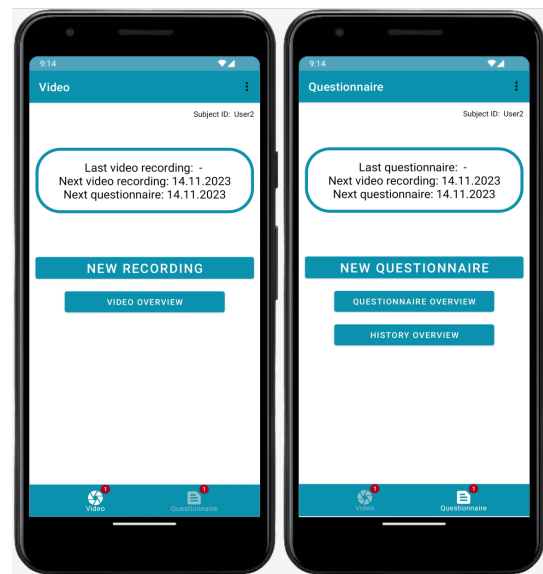 9:14
Video
Subject ID: User2
Last video recording: -
Next video recording: 14.11.2023
Next questionnaire: 14.11.2023
NEW RECORDING
VIDEO OVERVIEW
1
Video
1
Questionnaire
9:14
Questionnaire
Subject ID: User2
Last questionnaire: -
Next video recording: 14.11.2023
Next questionnaire: 14.11.2023
NEW QUESTIONNAIRE
QUESTIONNAIRE OVERVIEW
HISTORY OVERVIEW
1
Video
1
Questionnaire